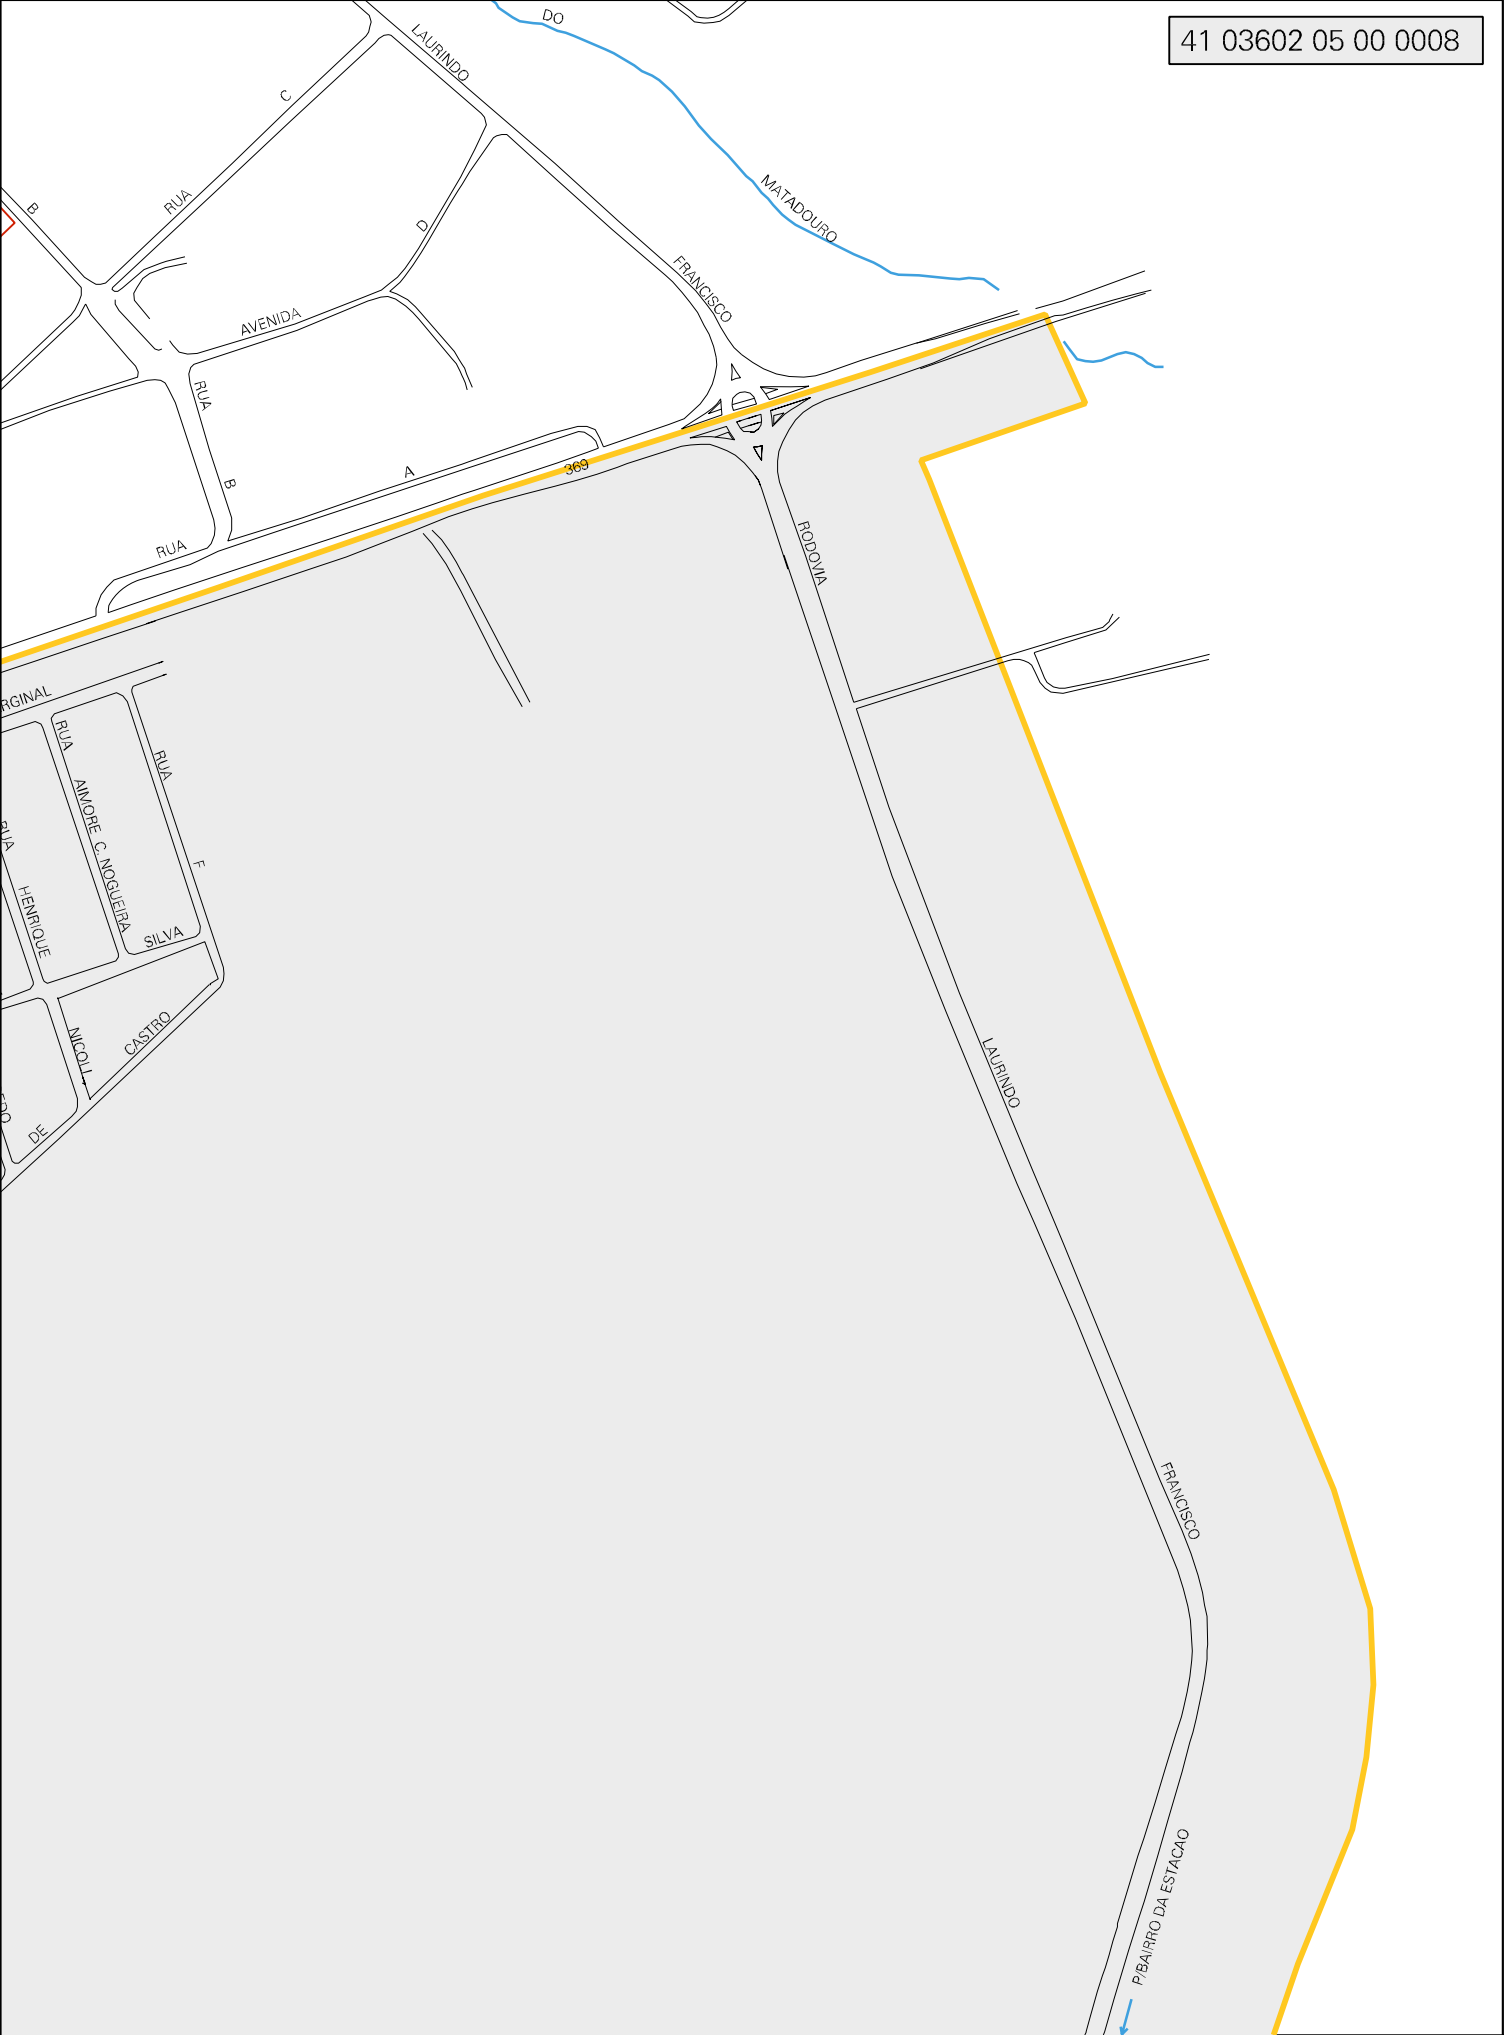 DO
41 03602 05 00 0008
LAURINDO
C
RUA
B
MATADOURO
D
FRANCISCO
AVENIDA
RUA
B
A
369
RUA
RODOVIA
RGINAL
RUA
RUA
AIMORE C. NOGUEIRA
F
RUA
HENRIQUE
SILVA
NICOLI
CASTRO
DE
EDO
LAURINDO
FRANCISCO
P/BAIRRO DA ESTACAO